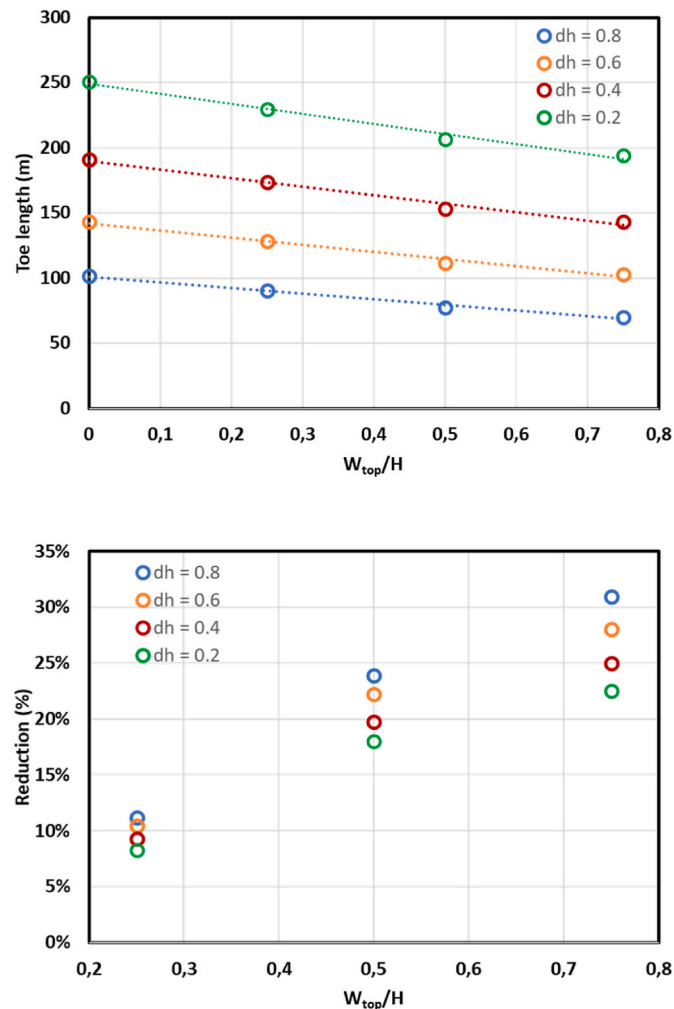 300
250
200
150
100
50
0
Toe length (m)
dh = 0.8
dh = 0.6
dh = 0.4
dh = 0.2
0 0,1 0,2 0,3 0,4 0,5 0,6 0,7 0,8
Wtop/H
35%
30%
25%
20%
15%
10%
5%
0%
Reduction (%)
dh = 0.8
dh = 0.6
dh = 0.4
dh = 0.2
0,2 0,3 0,4 0,5 0,6 0,7 0,8
Wtop/H